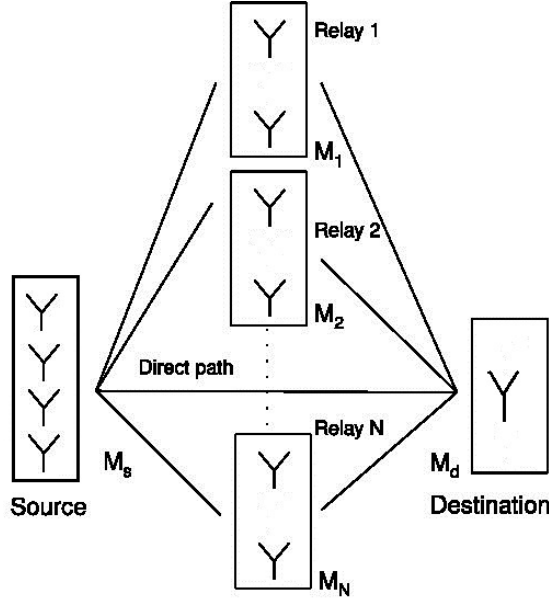 Relay 1
M1
Relay 2
M2
Direct path
Relay N
Ms
Md
Source
Destination
MN